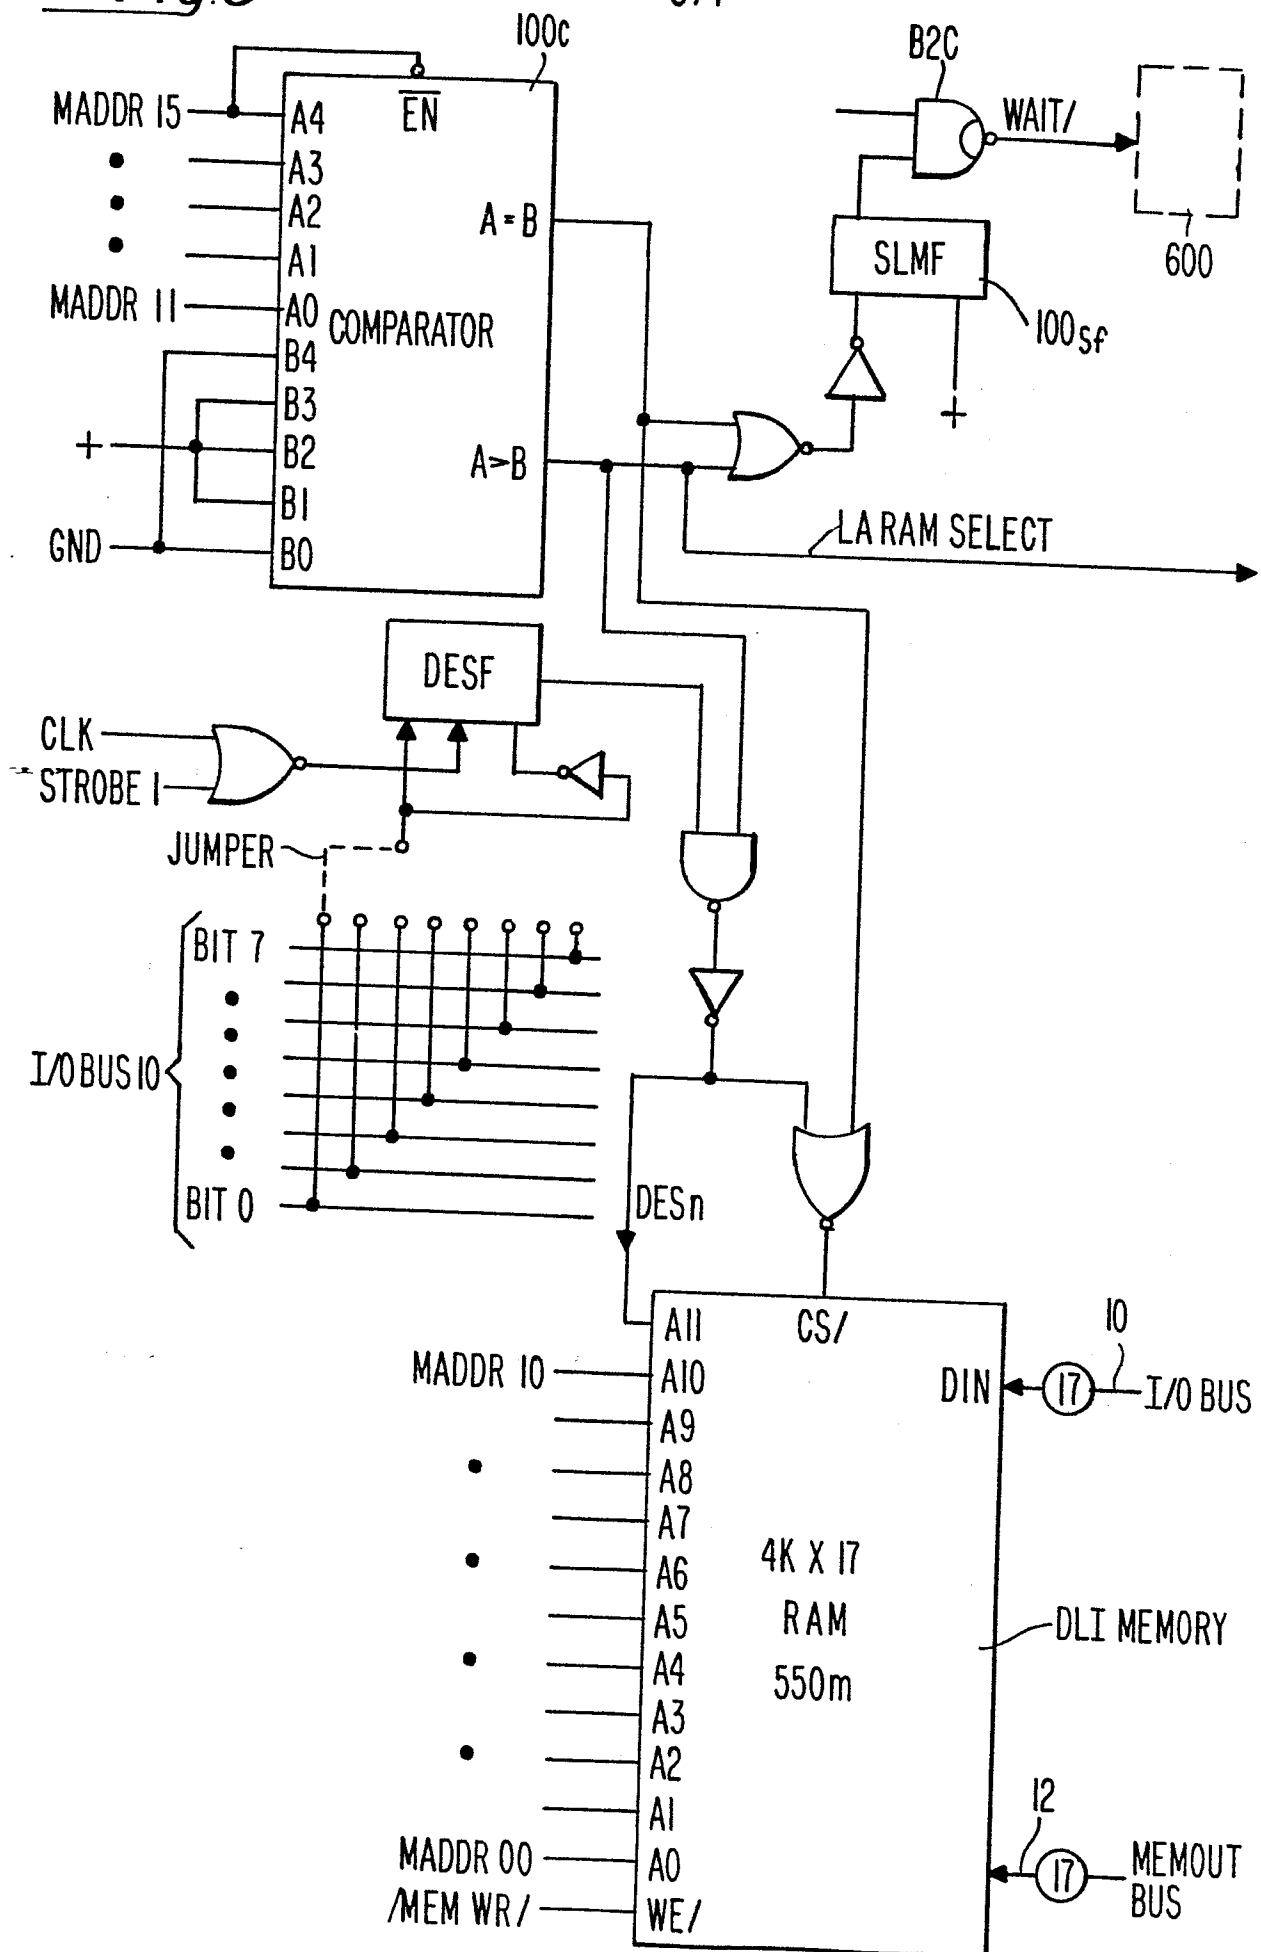 100c
B2C
MADDR 15
A4
EN
WAIT/
A3
A2
A = B
A1
SLMF
600
MADDR 11
A0
COMPARATOR
100sf
B4
B3
+
B2
A>B
+
B1
LA RAM SELECT
GND
B0
DESF
CLK
STROBE 1
JUMPER
BIT 7
I/O BUS 10
BIT 0
DESn
A11
CS/
10
MADDR 10
A10
DIN
17
I/O BUS
A9
A8
A7
4K X 17
A6
RAM
A5
DLI MEMORY
A4
550m
A3
A2
A1
12
MADDR 00
A0
17
MEMOUT
BUS
/MEM WR/
WE/